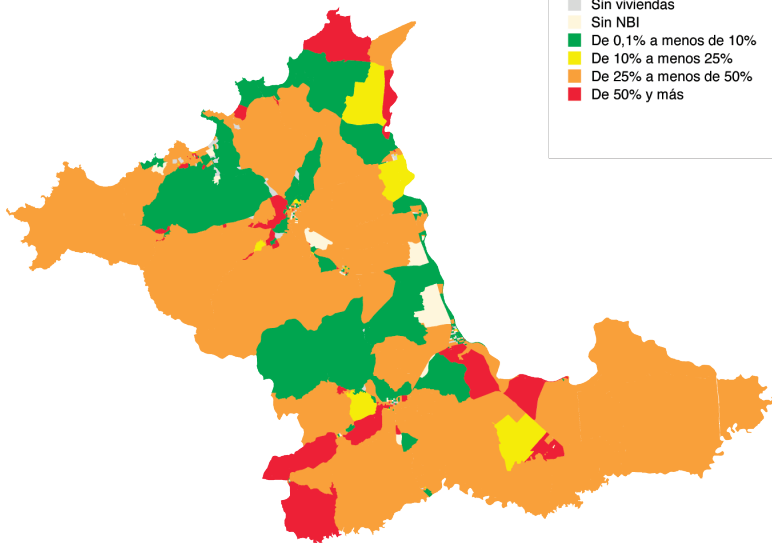 Sin viviendas
Sin NBI
De 0,1% a menos de 10%
De 10% a menos 25%
De 25% a menos de 50%
De 50% y más